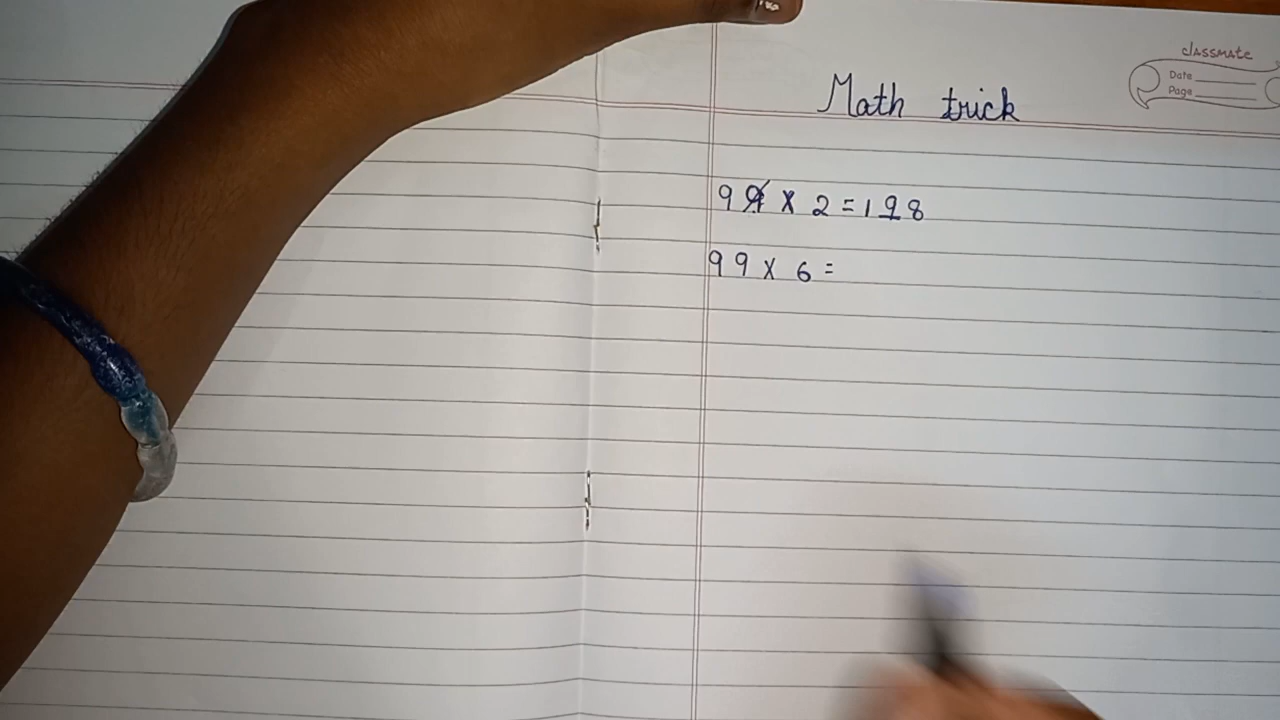 classmate
Date
Page
Math trick
99 x 2 = 198
99 x 6 =